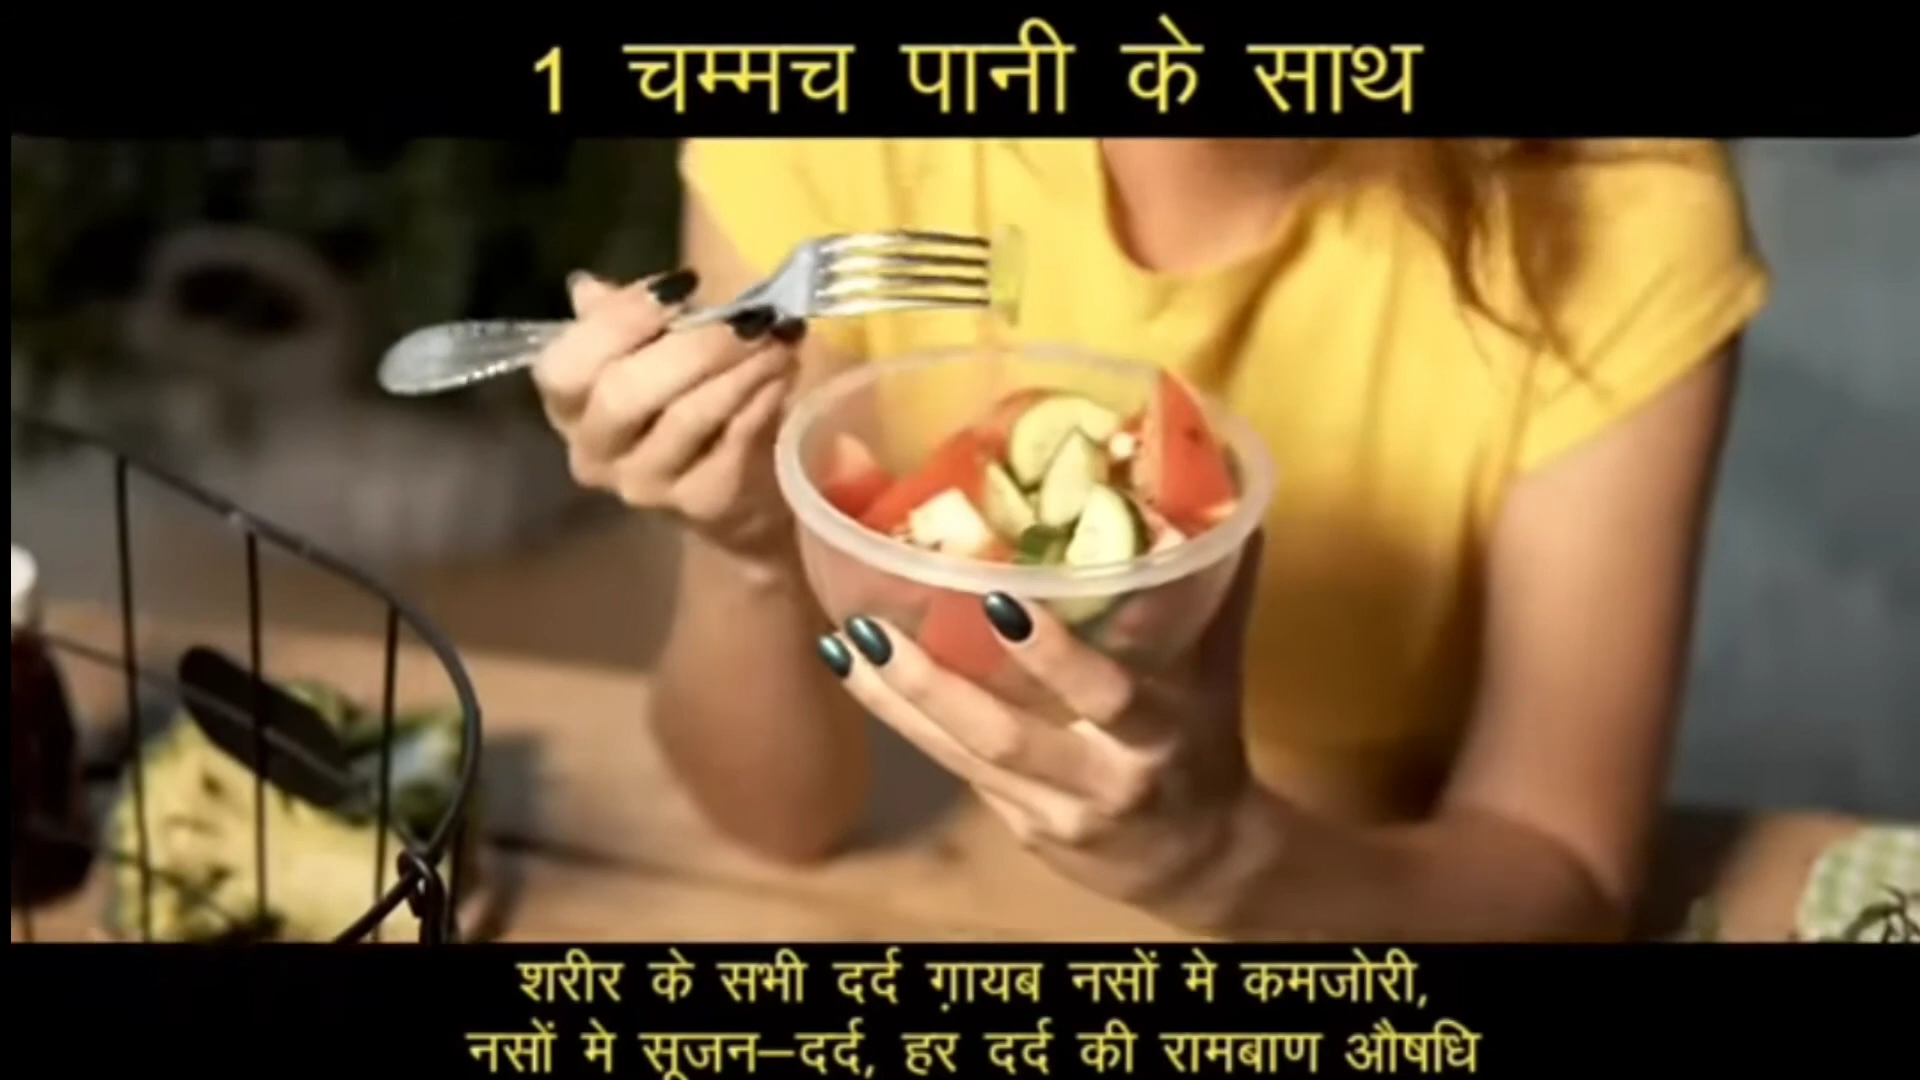 1 चम्मच पानी के साथ
शरीर के सभी दर्द ग़ायब नसों मे कमजोरी,
नसों मे सूजन–दर्द, हर दर्द की रामबाण औषधि